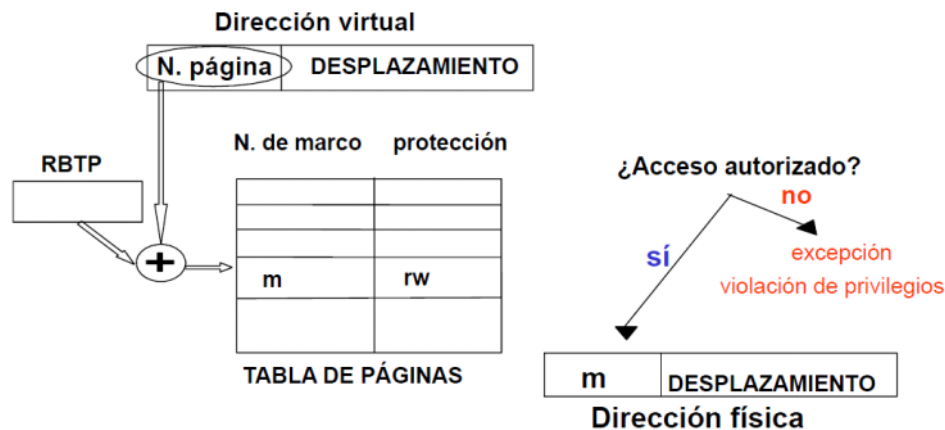 Dirección virtual
N. página DESPLAZAMIENTO
N. de marco protección
RBTP
¿Acceso autorizado?
no
sí
excepción
violación de privilegios
+
m rw
TABLA DE PÁGINAS
m DESPLAZAMIENTO
Dirección física